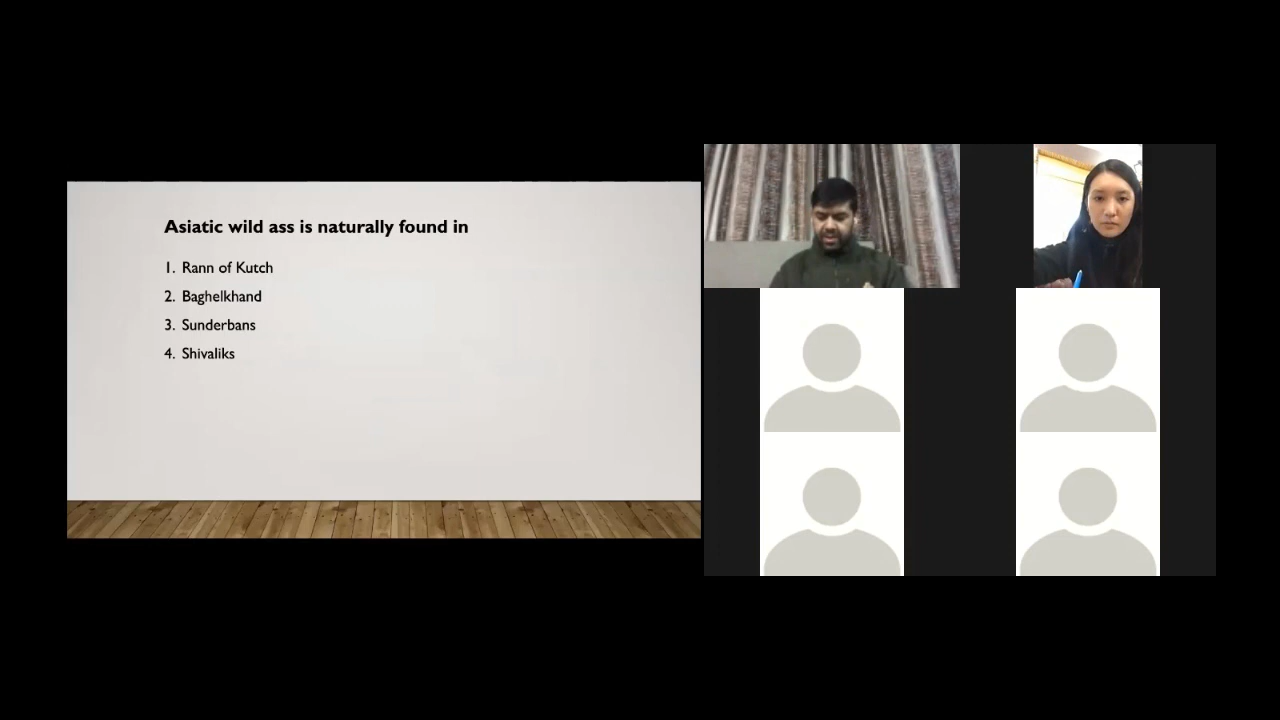 Asiatic wild ass is naturally found in
1. Rann of Kutch
2. Baghelkhand
3. Sunderbans
4. Shivaliks